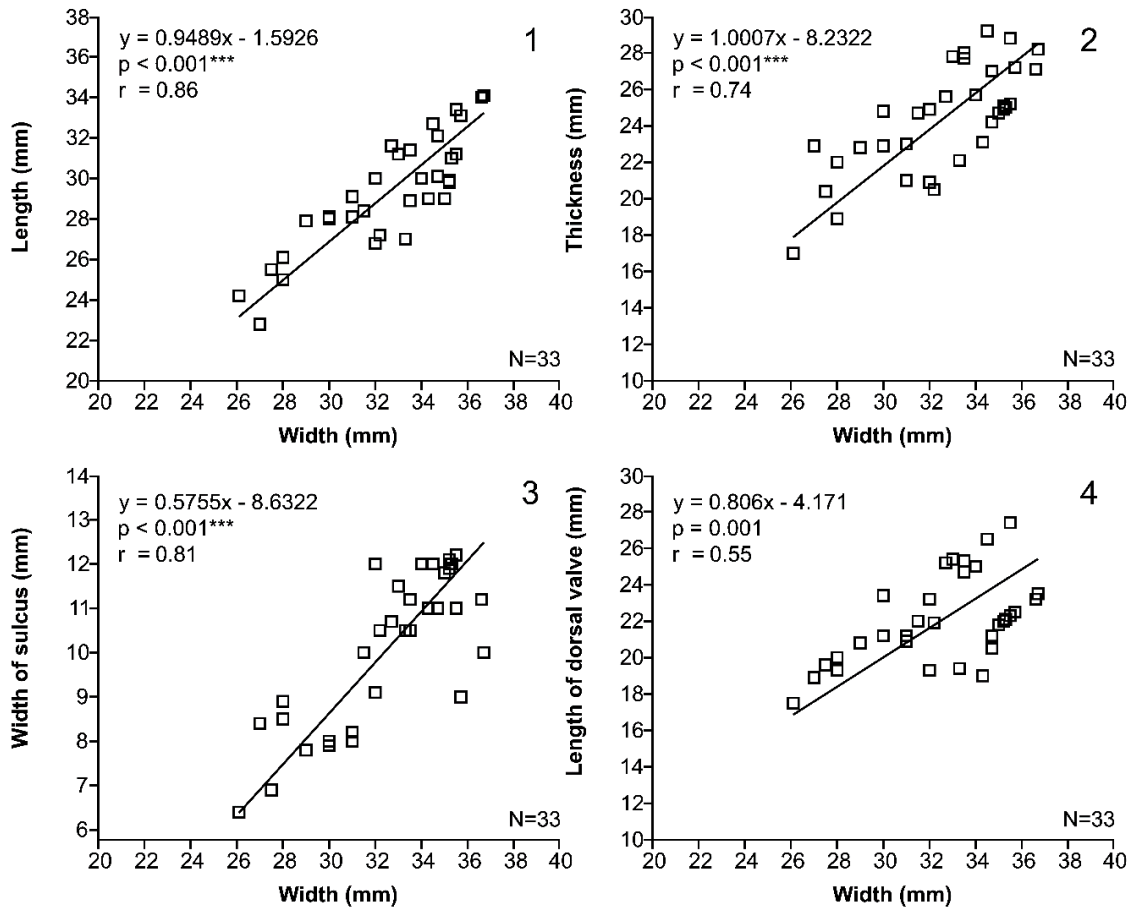 1
y = 0.9489x - 1.5926
p < 0.001***
r = 0.86
Length (mm)
38
36
34
32
30
28
26
24
22
20
N=33
20 22 24 26 28 30 32 34 36 38 40
Width (mm)
2
y = 1.0007x - 8.2322
p < 0.001***
r = 0.74
Thickness (mm)
30
28
26
24
22
20
18
16
14
12
10
N=33
20 22 24 26 28 30 32 34 36 38 40
Width (mm)
3
y = 0.5755x - 8.6322
p < 0.001***
r = 0.81
Width of sulcus (mm)
14
13
12
11
10
9
8
7
6
N=33
20 22 24 26 28 30 32 34 36 38 40
Width (mm)
4
y = 0.806x - 4.171
p = 0.001
r = 0.55
Length of dorsal valve (mm)
30
28
26
24
22
20
18
16
14
12
10
N=33
20 22 24 26 28 30 32 34 36 38 40
Width (mm)